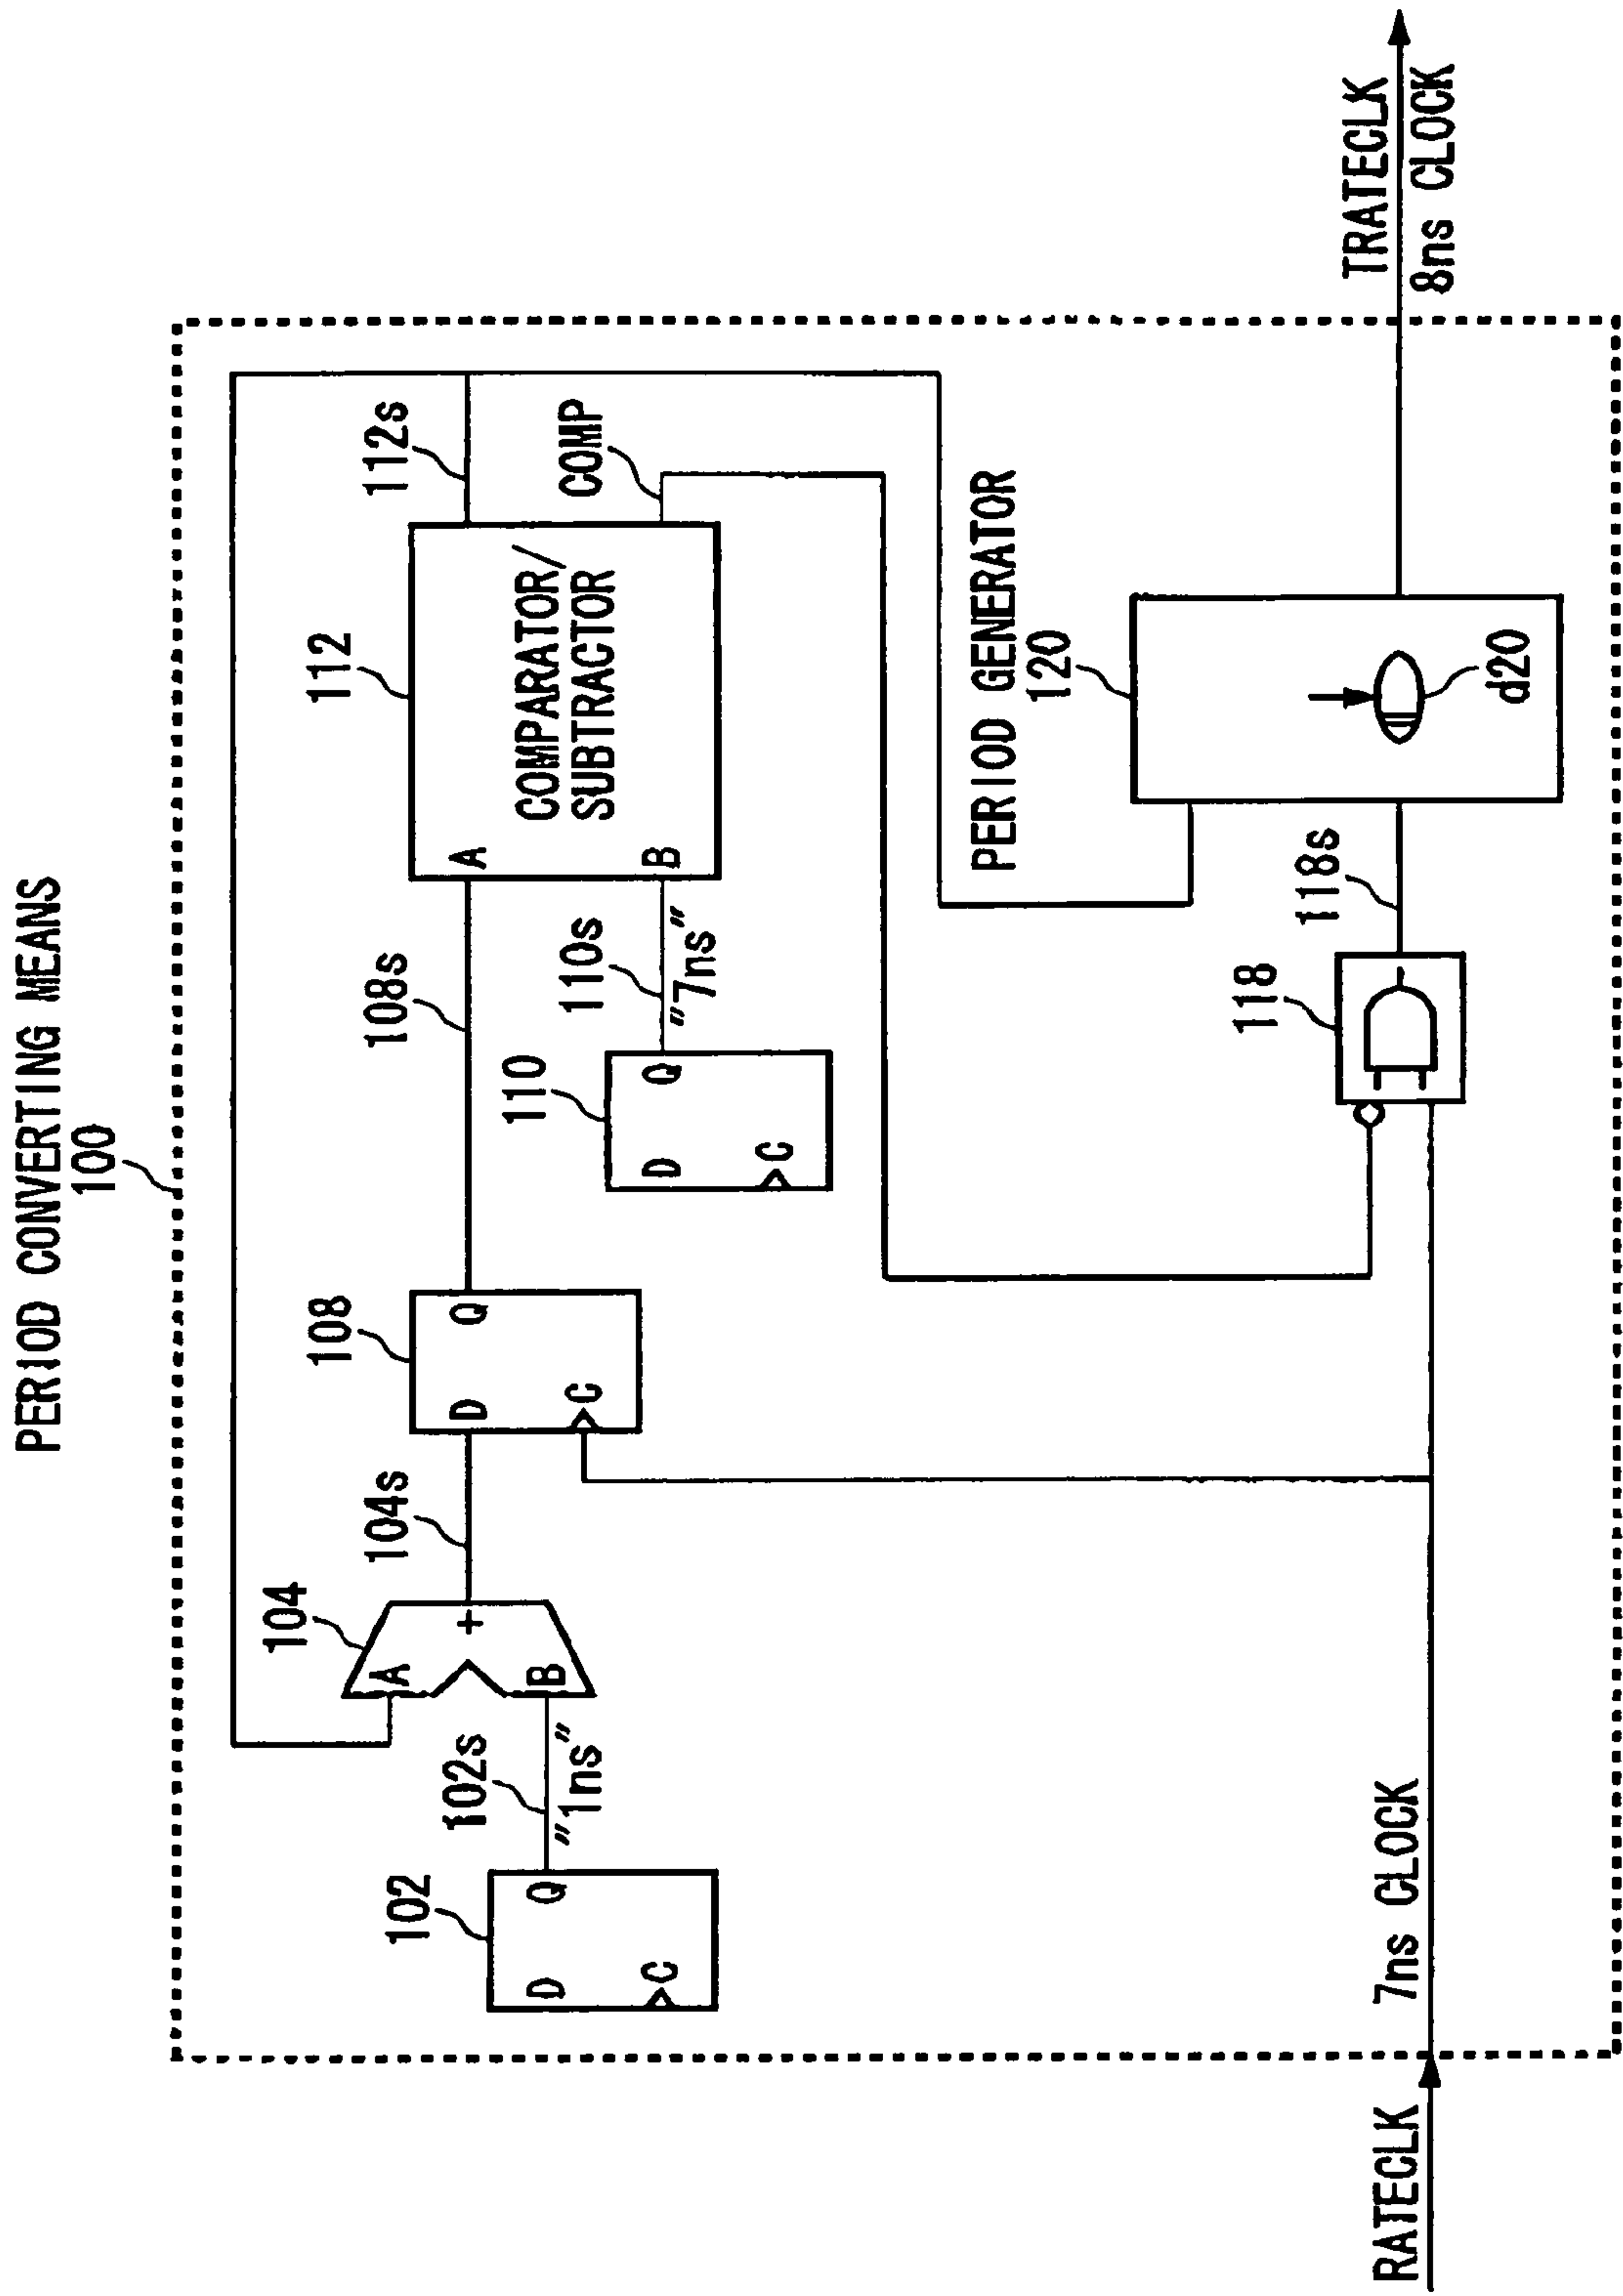 PERIOD CONVERTING MEANS
100
104
A
B
+
104s
102
D
Q
C
102s
"1ns"
108
D
Q
C
108s
110
D
Q
C
110s
"7ns"
112
A
B
COMPARATOR/
SUBTRACTOR
112s
COMP
PERIOD GENERATOR
120
d20
118
118s
RATECLK
7ns CLOCK
TRATECLK
8ns CLOCK